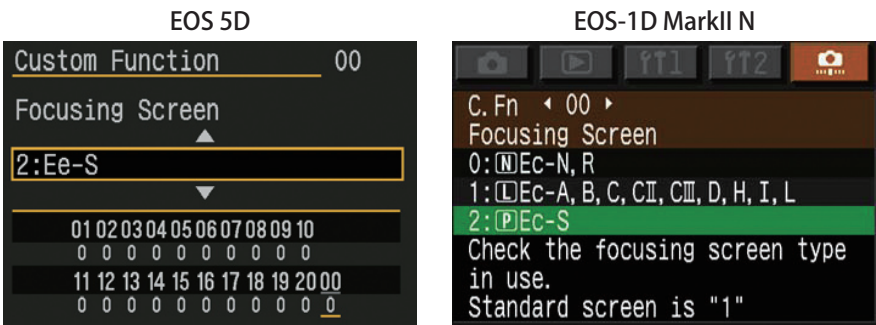 EOS 5D
Custom Function 00
Focusing Screen
2:Ee-S
01 02 03 04 05 06 07 08 09 10
0 0 0 0 0 0 0 0 0 0
11 12 13 14 15 16 17 18 19 20 00
0 0 0 0 0 0 0 0 0 0 0
EOS-1D MarkII N
C.Fn 00
Focusing Screen
0:NEc-N,R
1:LEc-A,B,C,CⅡ,CⅢ,D,H,I,L
2:PEc-S
Check the focusing screen type
in use.
Standard screen is "1"